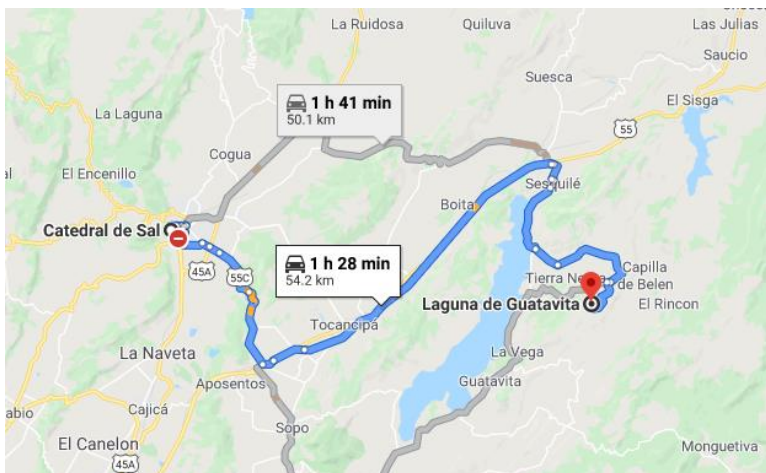 La Ruidosa
Quiluva
Las Julias
Saucio
Suesca
El Sisga
1 h 41 min
50.1 km
La Laguna
55
Cogua
El Encenillo
Sesquilé
Boita
Catedral de Sal
1 h 28 min
54.2 km
45A
55C
Capilla
de Belen
Laguna de Guatavita
El Rincon
Tocancipá
La Naveta
La Vega
Aposentos
Guatavita
Cajicá
Sopo
El Canelon
Monguetiva
45A